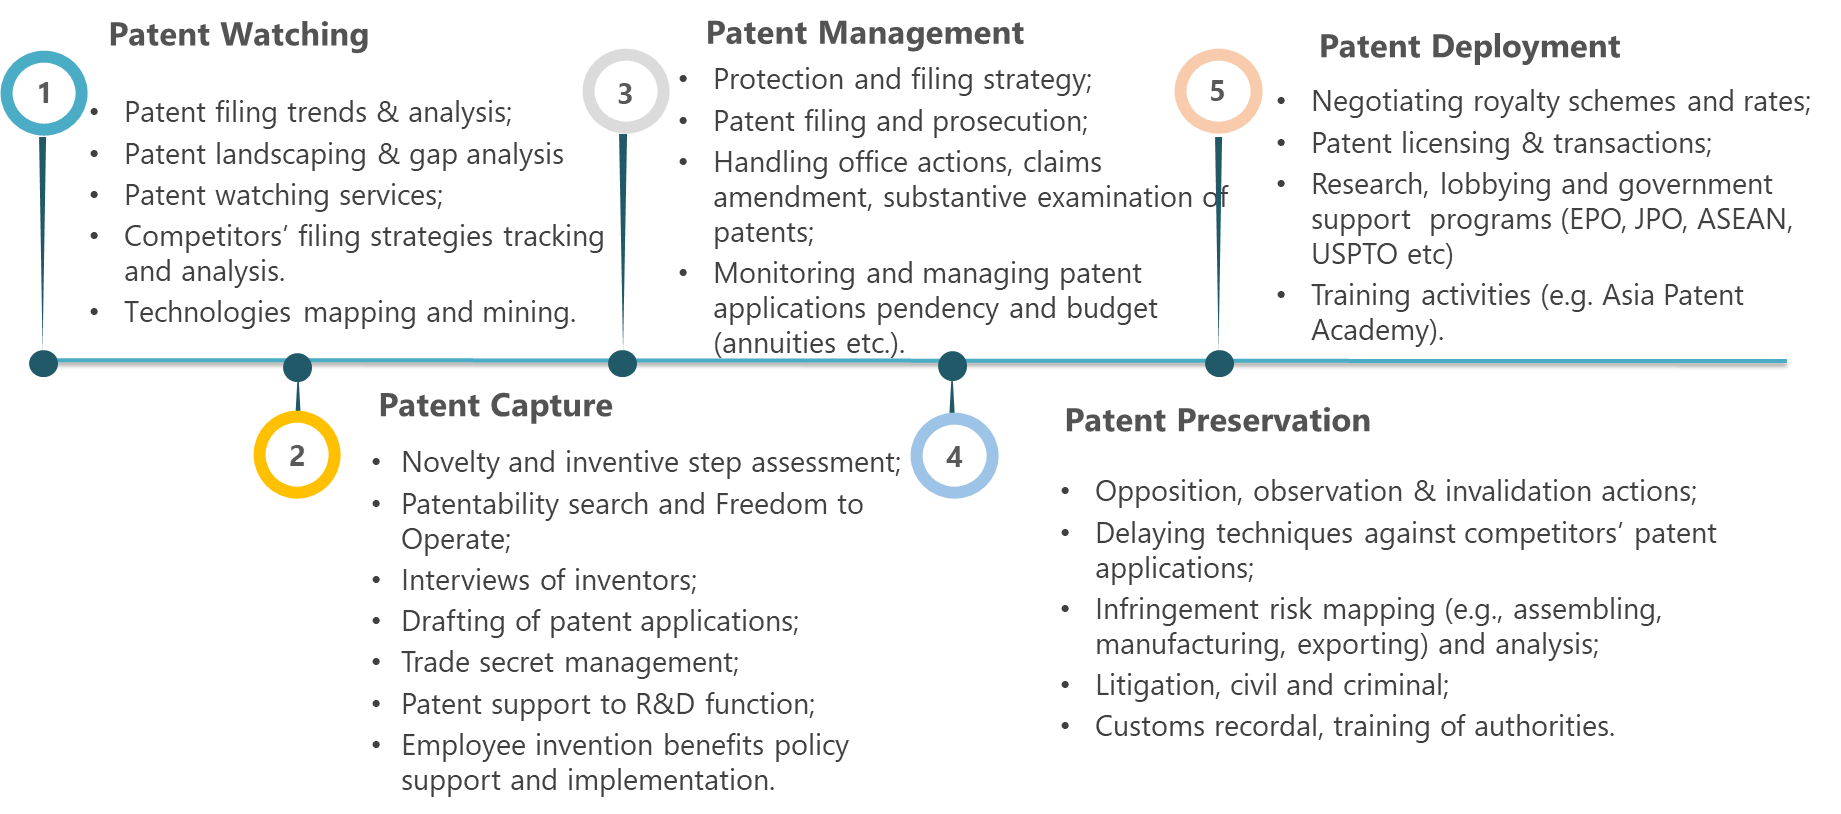 Patent Watching
1
• Patent filing trends & analysis;
• Patent landscaping & gap analysis
• Patent watching services;
• Competitors’ filing strategies tracking
and analysis.
• Technologies mapping and mining.
Patent Capture
2
• Novelty and inventive step assessment;
• Patentability search and Freedom to
Operate;
• Interviews of inventors;
• Drafting of patent applications;
• Trade secret management;
• Patent support to R&D function;
• Employee invention benefits policy
support and implementation.
Patent Management
3
• Protection and filing strategy;
• Patent filing and prosecution;
• Handling office actions, claims
amendment, substantive examination of
patents;
• Monitoring and managing patent
applications pendency and budget
(annuities etc.).
Patent Preservation
4
• Opposition, observation & invalidation actions;
• Delaying techniques against competitors’ patent
applications;
• Infringement risk mapping (e.g., assembling,
manufacturing, exporting) and analysis;
• Litigation, civil and criminal;
• Customs recordal, training of authorities.
Patent Deployment
5
• Negotiating royalty schemes and rates;
• Patent licensing & transactions;
• Research, lobbying and government
support programs (EPO, JPO, ASEAN,
USPTO etc)
• Training activities (e.g. Asia Patent
Academy).